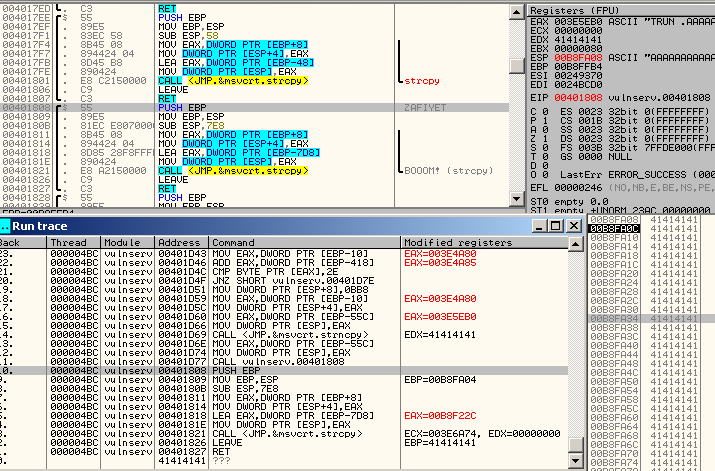 004017ED L. C3 RET
004017EE r$ 55 PUSH EBP
004017EF . 89E5 MOV EBP,ESP
004017F1 . 83EC 58 SUB ESP,58
004017F4 . 8B45 08 MOV EAX,DWORD PTR [EBP+8]
004017F7 . 894424 04 MOV DWORD PTR [ESP+4],EAX
004017FB . 8D45 B8 LEA EAX,DWORD PTR [EBP-48]
004017FE . 890424 MOV DWORD PTR [ESP],EAX
00401801 . E8 C2150000 CALL <JMP.&msvcrt.strcpy> strcpy
00401806 . C9 LEAVE
00401807 L. C3 RET
00401808 r$ 55 PUSH EBP ZAFIYET
00401809 . 89E5 MOV EBP,ESP
0040180B . 81EC E8070000 SUB ESP,7E8
00401811 . 8B45 08 MOV EAX,DWORD PTR [EBP+8]
00401814 . 894424 04 MOV DWORD PTR [ESP+4],EAX
00401818 . 8D85 28F8FFFF LEA EAX,DWORD PTR [EBP-7D8]
0040181E . 890424 MOV DWORD PTR [ESP],EAX
00401821 . E8 A2150000 CALL <JMP.&msvcrt.strcpy> BOOOM! (strcpy)
00401826 . C9 LEAVE
00401827 L. C3 RET
00401828 r$ 55 PUSH EBP
Registers (FPU)
EAX 003E5EB0 ASCII "TRUN .AAAAA
ECX 00000000
EDX 41414141
EBX 00000080
ESP 00B8FA08 ASCII "AAAAAAAAAAA
EBP 00B8FFB4
ESI 00249370
EDI 0024BCD0
EIP 00401808 vulnserv.00401808
C 0 ES 0023 32bit 0(FFFFFFFF)
P 1 CS 001B 32bit 0(FFFFFFFF)
A 0 SS 0023 32bit 0(FFFFFFFF)
Z 1 DS 0023 32bit 0(FFFFFFFF)
S 0 FS 003B 32bit 7FFDE000(FFF
T 0 GS 0000 NULL
D 0
O 0 LastErr ERROR_SUCCESS (000
EFL 00000246 (NO,NB,E,BE,NS,PE,
ST0 empty 0.
Run trace
Back Thread Module Address Command Modified registers
23. 000004BC vulnserv 00401D43 MOV EAX,DWORD PTR [EBP-10] EAX=003E4A80
22. 000004BC vulnserv 00401D46 ADD EAX,DWORD PTR [EBP-418] EAX=003E4A85
21. 000004BC vulnserv 00401D4C CMP BYTE PTR [EAX],2E
20. 000004BC vulnserv 00401D4F JNZ SHORT vulnserv.00401D7E
19. 000004BC vulnserv 00401D51 MOV DWORD PTR [ESP+8],0BB8
18. 000004BC vulnserv 00401D59 MOV EAX,DWORD PTR [EBP-10] EAX=003E4A80
17. 000004BC vulnserv 00401D5C MOV DWORD PTR [ESP+4],EAX
16. 000004BC vulnserv 00401D60 MOV EAX,DWORD PTR [EBP-55C] EAX=003E5EB0
15. 000004BC vulnserv 00401D66 MOV DWORD PTR [ESP],EAX
14. 000004BC vulnserv 00401D69 CALL <JMP.&msvcrt.strncpy> EDX=41414141
13. 000004BC vulnserv 00401D6E MOV EAX,DWORD PTR [EBP-55C]
12. 000004BC vulnserv 00401D74 MOV DWORD PTR [ESP],EAX
11. 000004BC vulnserv 00401D77 CALL vulnserv.00401808
10. 000004BC vulnserv 00401808 PUSH EBP
9. 000004BC vulnserv 00401809 MOV EBP,ESP EBP=00B8FA04
8. 000004BC vulnserv 0040180B SUB ESP,7E8
7. 000004BC vulnserv 00401811 MOV EAX,DWORD PTR [EBP+8]
6. 000004BC vulnserv 00401814 MOV DWORD PTR [ESP+4],EAX
5. 000004BC vulnserv 00401818 LEA EAX,DWORD PTR [EBP-7D8] EAX=00B8F22C
4. 000004BC vulnserv 0040181E MOV DWORD PTR [ESP],EAX
3. 000004BC vulnserv 00401821 CALL <JMP.&msvcrt.strcpy> ECX=003E6A74, EDX=00000000
2. 000004BC vulnserv 00401826 LEAVE EBP=41414141
1. 000004BC vulnserv 00401827 RET
0. 000004BC 41414141 ???
00B8FA08 41414141
00B8FA0C 41414141
00B8FA10 41414141
00B8FA14 41414141
00B8FA18 41414141
00B8FA1C 41414141
00B8FA20 41414141
00B8FA24 41414141
00B8FA28 41414141
00B8FA2C 41414141
00B8FA30 41414141
00B8FA34 41414141
00B8FA38 41414141
00B8FA3C 41414141
00B8FA40 41414141
00B8FA44 41414141
00B8FA48 41414141
00B8FA4C 41414141
00B8FA50 41414141
00B8FA54 41414141
00B8FA58 41414141
00B8FA5C 41414141
00B8FA60 41414141
00B8FA64 41414141
00B8FA68 41414141
00B8FA6C 41414141